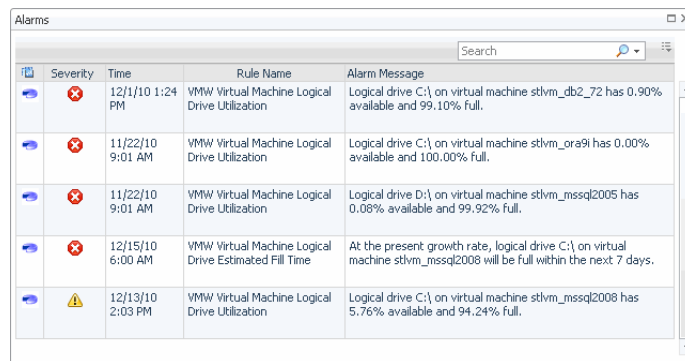 Alarms
Search
Severity Time Rule Name Alarm Message
12/1/10 1:24 PM
VMW Virtual Machine Logical
Drive Utilization
Logical drive C:\ on virtual machine stlvm_db2_72 has 0.90%
available and 99.10% full.
11/22/10
9:01 AM
VMW Virtual Machine Logical
Drive Utilization
Logical drive C:\ on virtual machine stlvm_ora9i has 0.00%
available and 100.00% full.
11/22/10
9:01 AM
VMW Virtual Machine Logical
Drive Utilization
Logical drive D:\ on virtual machine stlvm_mssql2005 has
0.08% available and 99.92% full.
12/15/10
6:00 AM
VMW Virtual Machine Logical
Drive Estimated Fill Time
At the present growth rate, logical drive C:\ on virtual
machine stlvm_mssql2008 will be full within the next 7 days.
12/13/10
2:03 PM
VMW Virtual Machine Logical
Drive Utilization
Logical drive C:\ on virtual machine stlvm_mssql2008 has
5.76% available and 94.24% full.